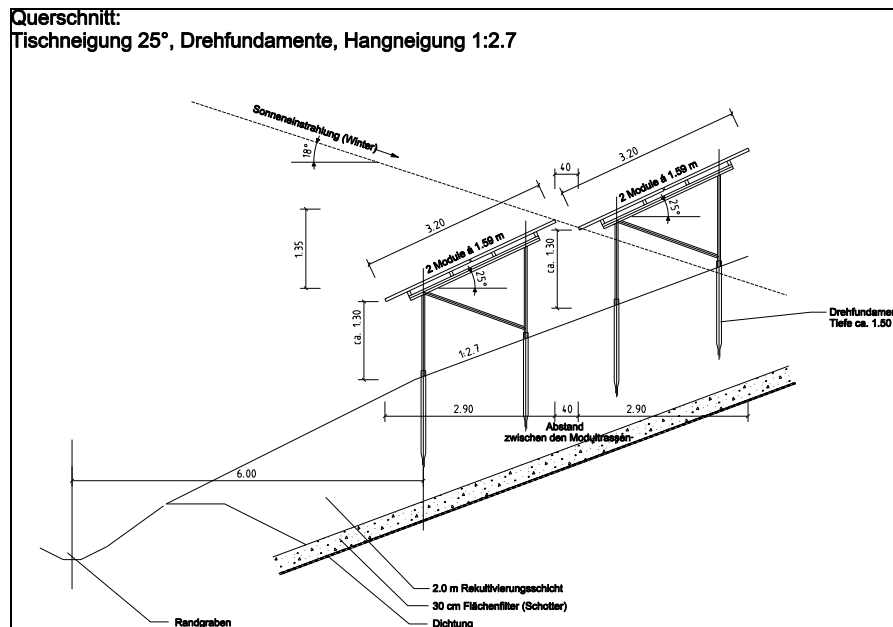 Querschnitt:
Tischneigung 25°, Drehfundamente, Hangneigung 1:2.7
Sonneneinstrahlung (Winter)
18°
3.20
40
2 Module á 1.59 m
25°
3.20
1.35
2 Module á 1.59 m
25°
ca. 1.30
ca. 1.30
1:2.7
Drehfundamen
Tiefe ca. 1.50
2.90
40
2.90
Abstand
zwischen den Modultrassen
6.00
2.0 m Rekultivierungsschicht
30 cm Flächenfilter (Schotter)
Dichtung
Randgraben